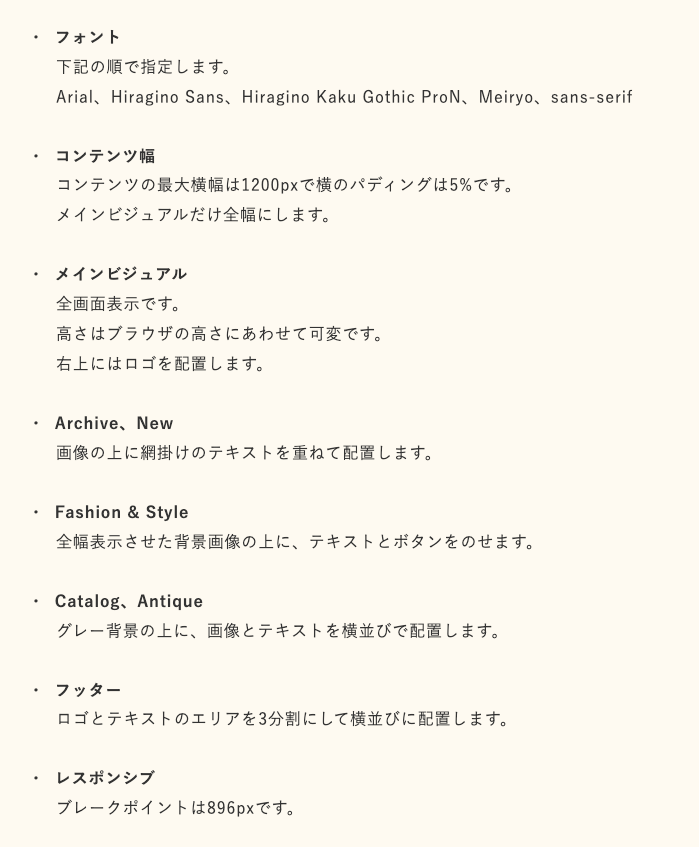 ・ フォント
下記の順で指定します。
Arial、Hiragino Sans、Hiragino Kaku Gothic ProN、Meiryo、sans-serif
・ コンテンツ幅
コンテンツの最大横幅は1200pxで横のパディングは5%です。
メインビジュアルだけ全幅にします。
・ メインビジュアル
全画面表示です。
高さはブラウザの高さにあわせて可変です。
右上にはロゴを配置します。
・ Archive、New
画像の上に網掛けのテキストを重ねて配置します。
・ Fashion & Style
全幅表示させた背景画像の上に、テキストとボタンをのせます。
・ Catalog、Antique
グレー背景の上に、画像とテキストを横並びで配置します。
・ フッター
ロゴとテキストのエリアを3分割にして横並びに配置します。
・ レスポンシブ
ブレークポイントは896pxです。